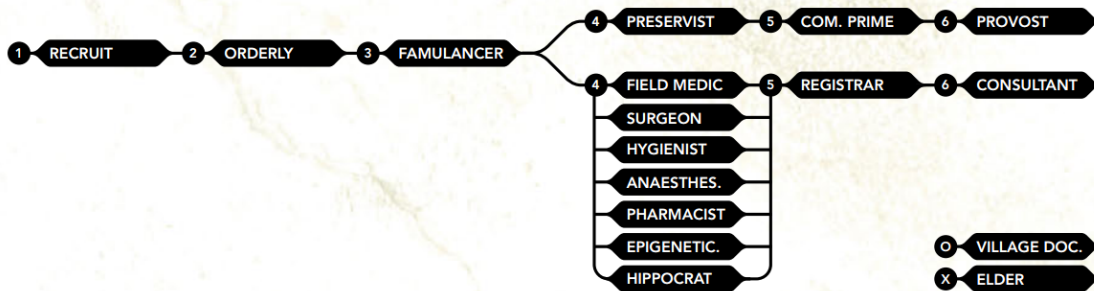 4 PRESERVIST 5 COM. PRIME 6 PROVOST
1 RECRUIT 2 ORDERLY 3 FAMULANCER
4 FIELD MEDIC 5 REGISTRAR 6 CONSULTANT
SURGEON
HYGIENIST
ANAESTHES.
PHARMACIST
EPIGENETIC. O VILLAGE DOC.
HIPPOCRAT X ELDER